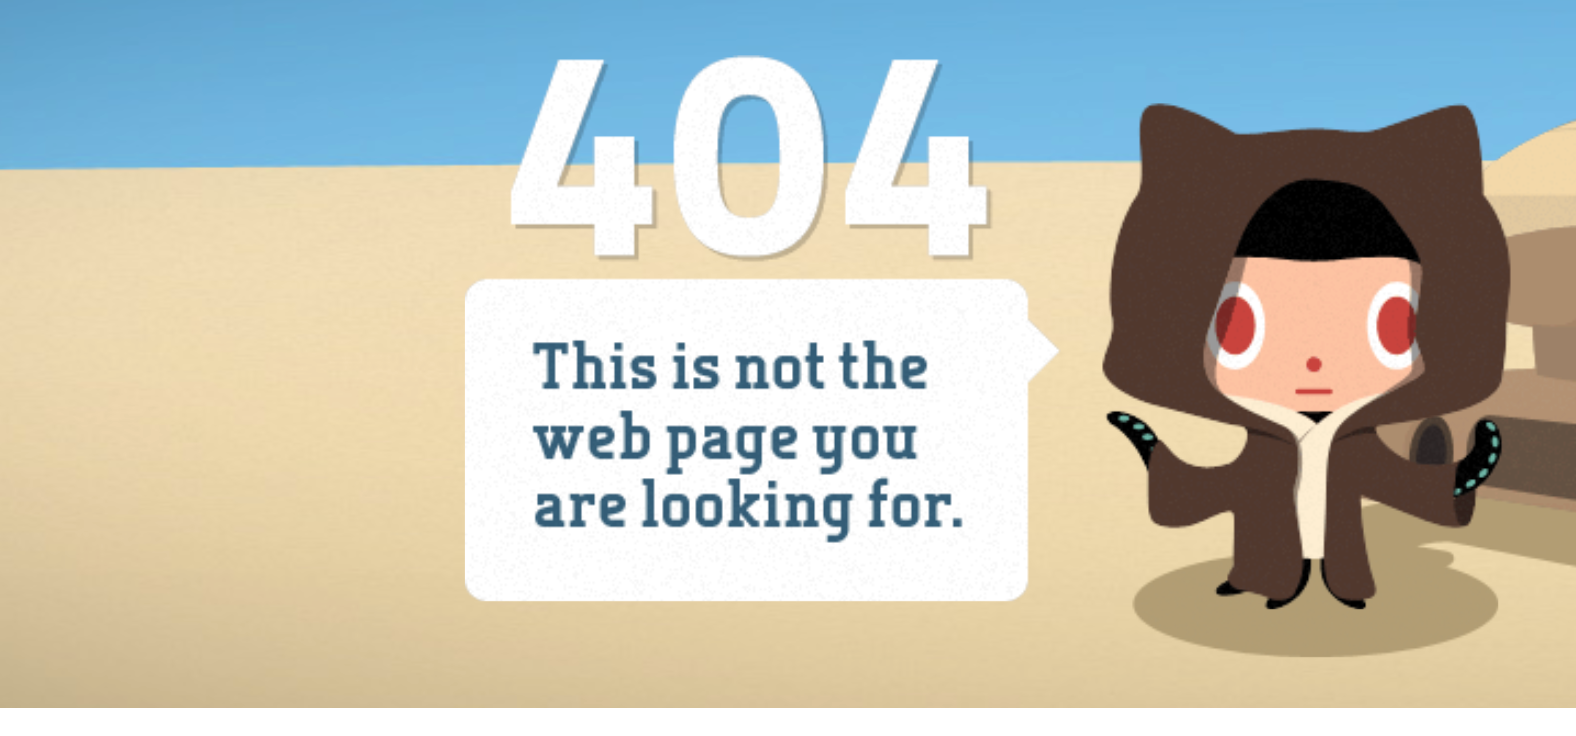 404
This is not the
web page you
are looking for.